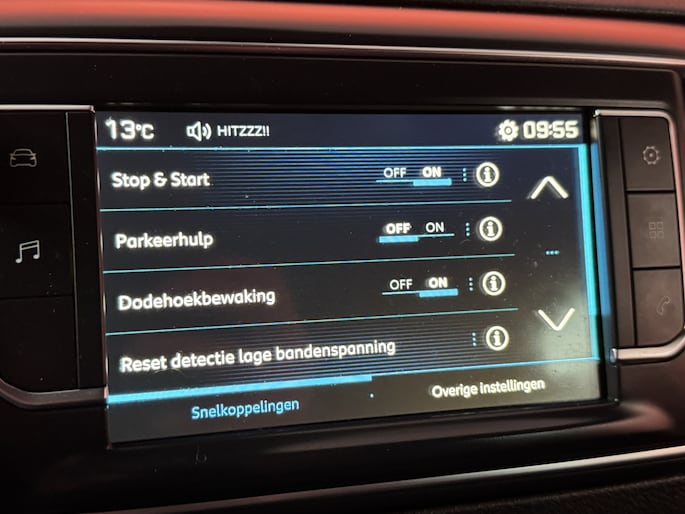 13°C HITZZZ!! 09:55
Stop & Start OFF ON
Parkeerhulp OFF ON
Dodehoekbewaking OFF ON
Reset detectie lage bandenspanning
Snelkoppelingen Overige instellingen